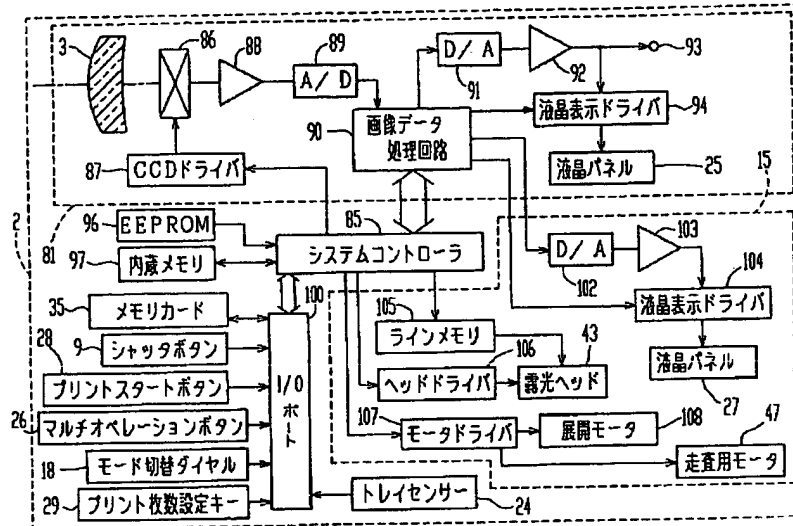 3
86
88
89
A/D
D/A
91
92
93
90
画像データ
処理回路
液晶表示ドライバ
94
87
CCDドライバ
液晶パネル
25
15
2
81
96
EEPROM
85
システムコントローラ
97
内蔵メモリ
D/A
102
103
104
液晶表示ドライバ
35
メモリカード
100
105
ラインメモリ
28
9
シャッタボタン
106
43
液晶パネル
27
プリントスタートボタン
I/Oポート
ヘッドドライバ
露光ヘッド
26
マルチオペレーションボタン
107
モータドライバ
展開モータ
108
47
18
モード切替ダイヤル
走査用モータ
29
プリント枚数設定キー
トレイセンサー
24